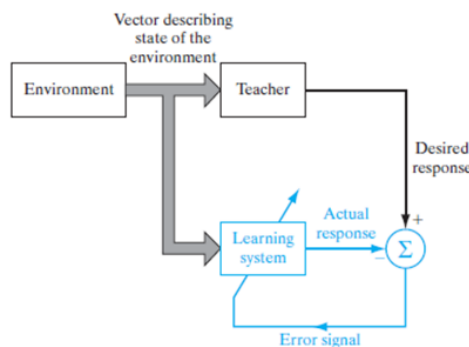 Vector describing
state of the
environment
Environment
Teacher
Desired
response
+
Actual
response
Learning
system
−
Σ
Error signal